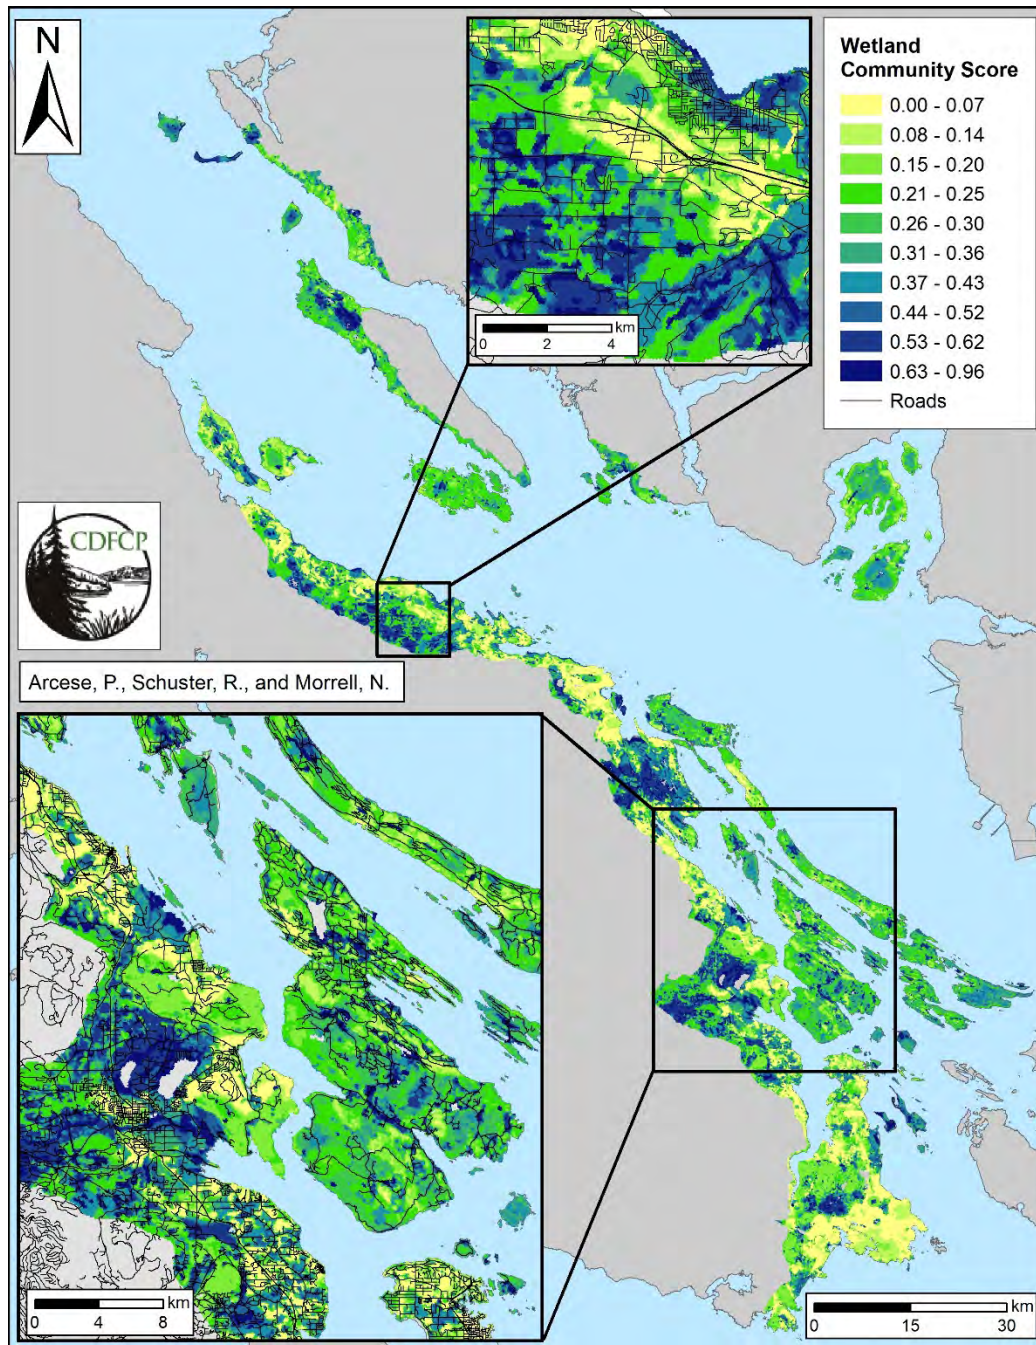 N
Wetland
Community Score
0.00 - 0.07
0.08 - 0.14
0.15 - 0.20
0.21 - 0.25
0.26 - 0.30
0.31 - 0.36
0.37 - 0.43
0.44 - 0.52
0.53 - 0.62
0.63 - 0.96
Roads
km
0 2 4
CDFCP
Arcese, P., Schuster, R., and Morrell, N.
km
0 4 8
km
0 15 30